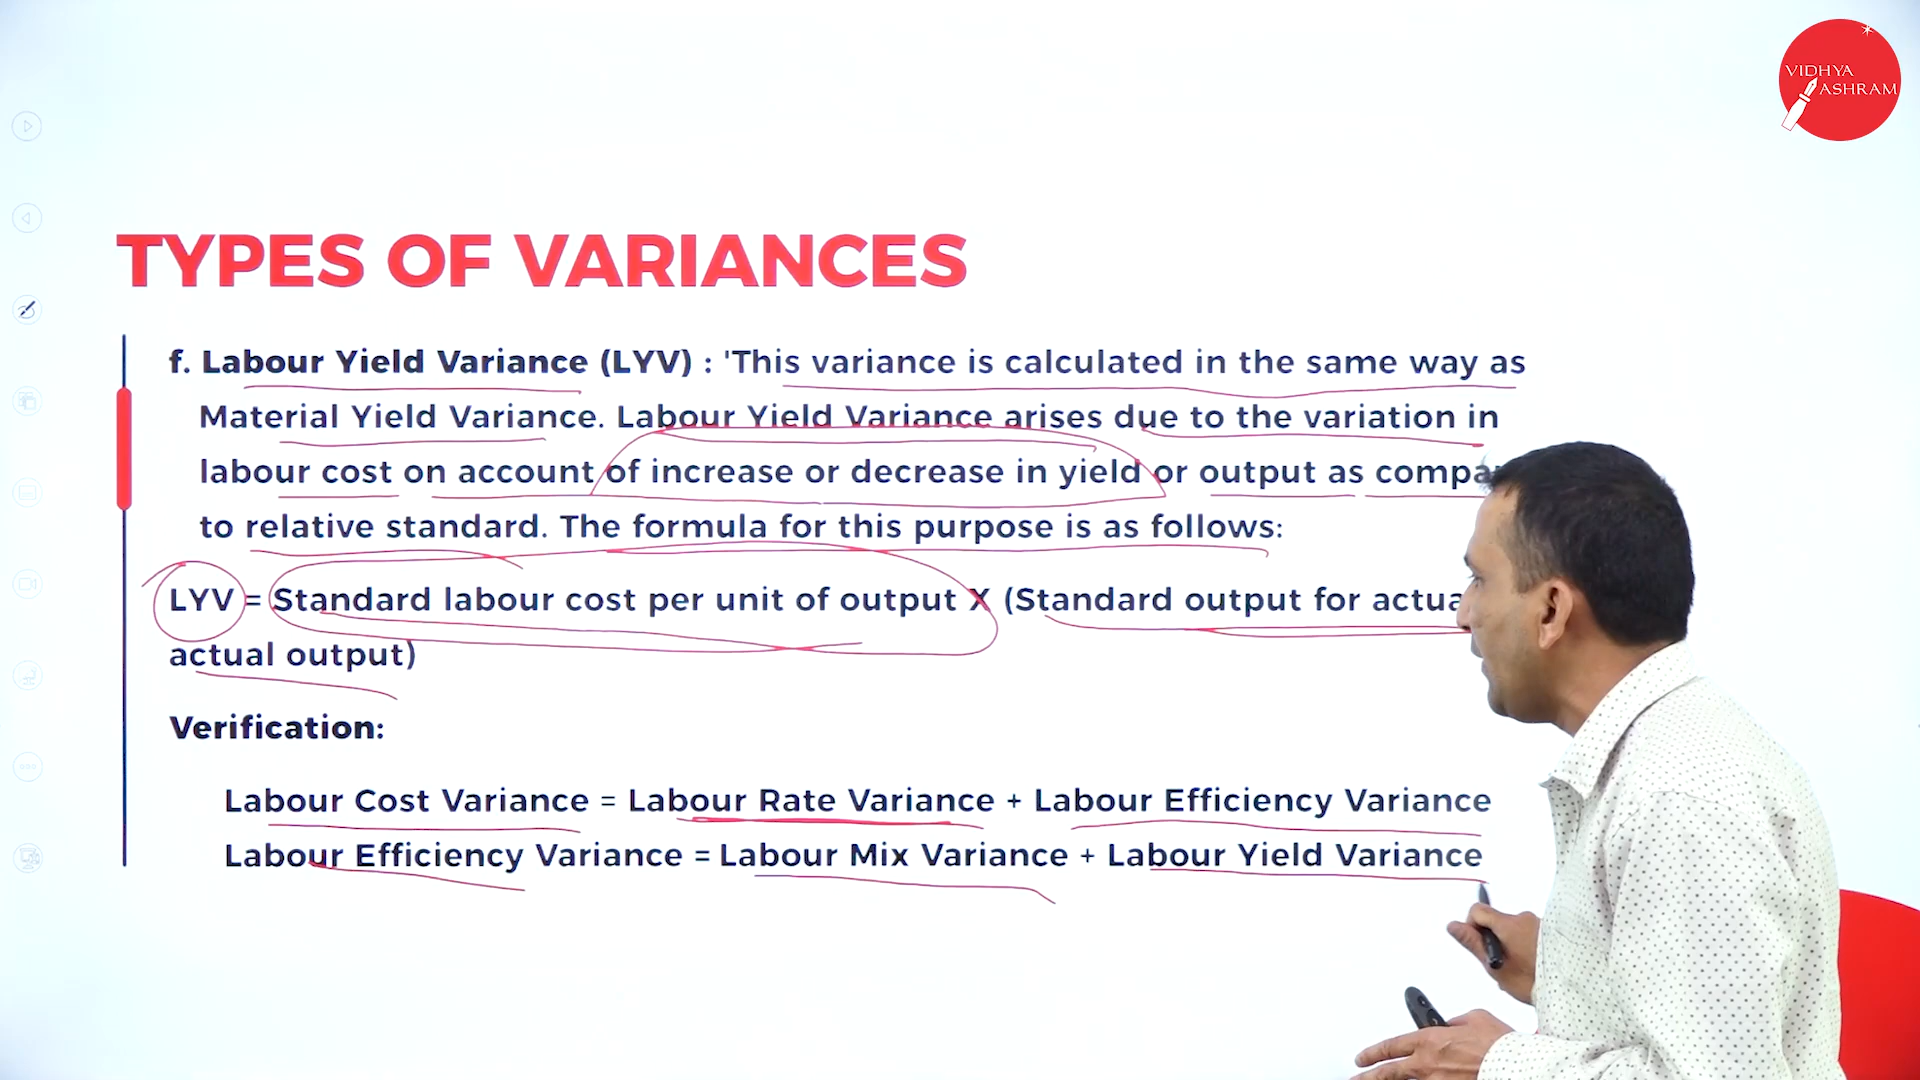 VIDHYA
ASHRAM
TYPES OF VARIANCES
f. Labour Yield Variance (LYV) : 'This variance is calculated in the same way as
Material Yield Variance. Labour Yield Variance arises due to the variation in
labour cost on account of increase or decrease in yield or output as
to relative standard. The formula for this purpose is as follows:
LYV = Standard labour cost per unit of output X (Standard output for
actual output)
Verification:
Labour Cost Variance = Labour Rate Variance + Labour Efficiency Variance
Labour Efficiency Variance = Labour Mix Variance + Labour Yield Variance